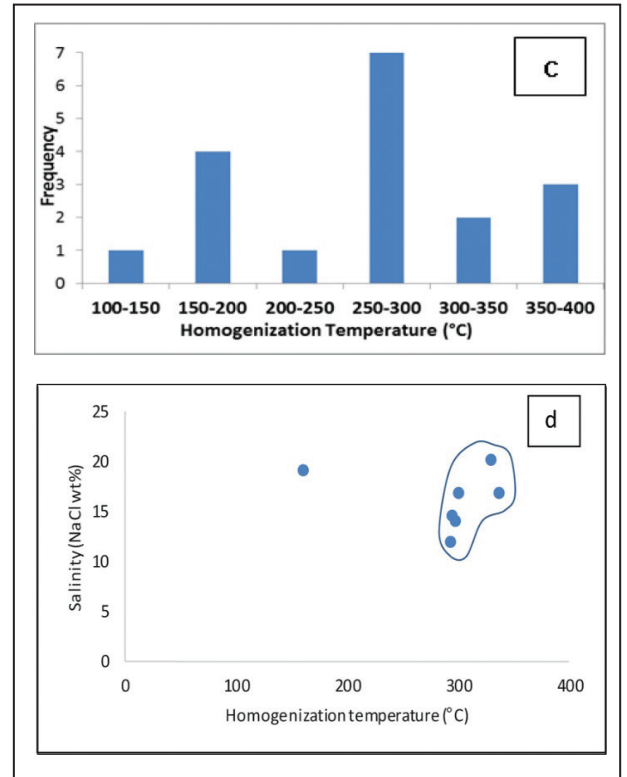 C
7
6
5
4
3
2
1
0
Frequency
100-150 150-200 200-250 250-300 300-350 350-400
Homogenization Temperature (°C)
d
25
20
15
10
5
0
Salinity (NaCl wt%)
0 100 200 300 400
Homogenization temperature (°C)